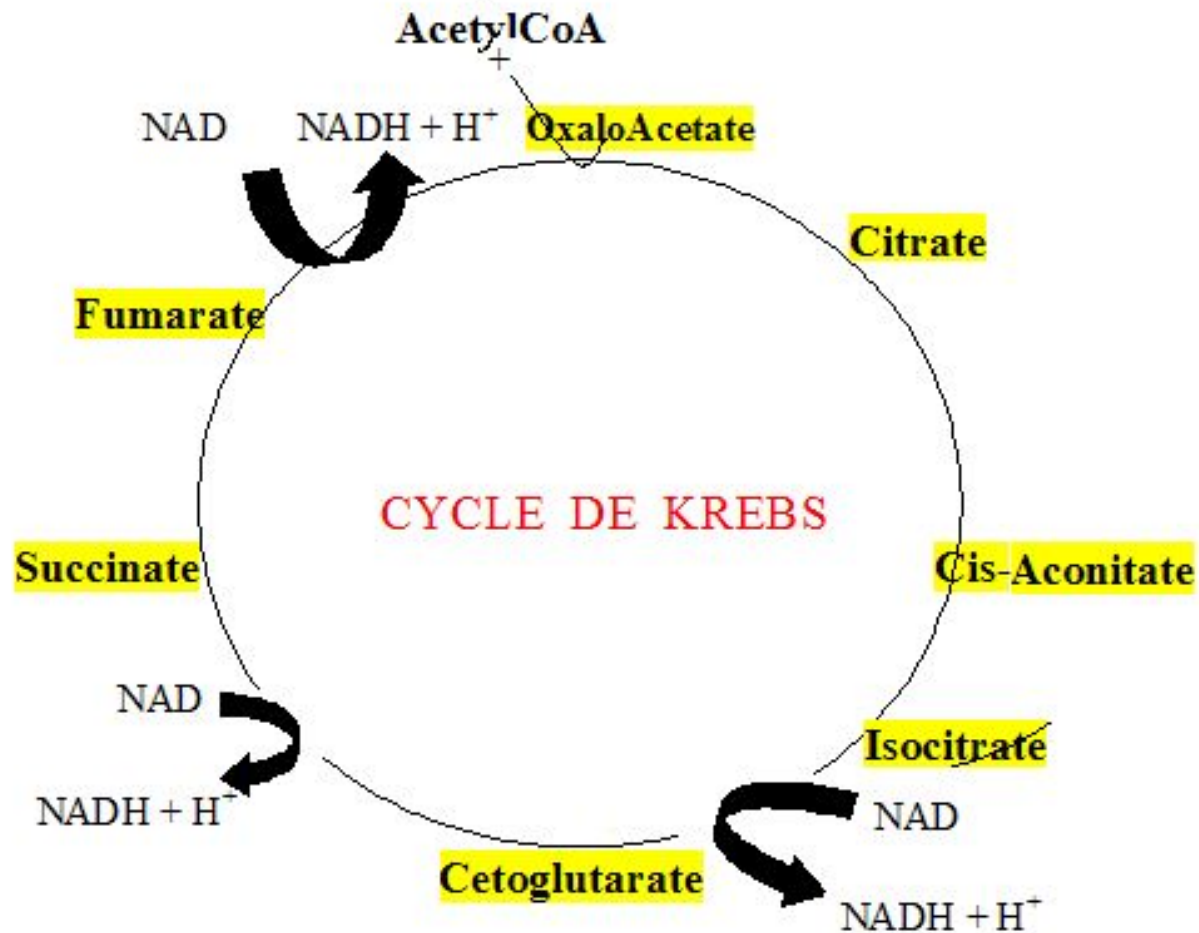 AcetylCoA
+
OxaloAcetate
NAD
NADH + H⁺
Citrate
Fumarate
CYCLE DE KREBS
Succinate
Cis-Aconitate
NAD
NADH + H⁺
Isocitrate
NAD
NADH + H⁺
Cetoglutarate